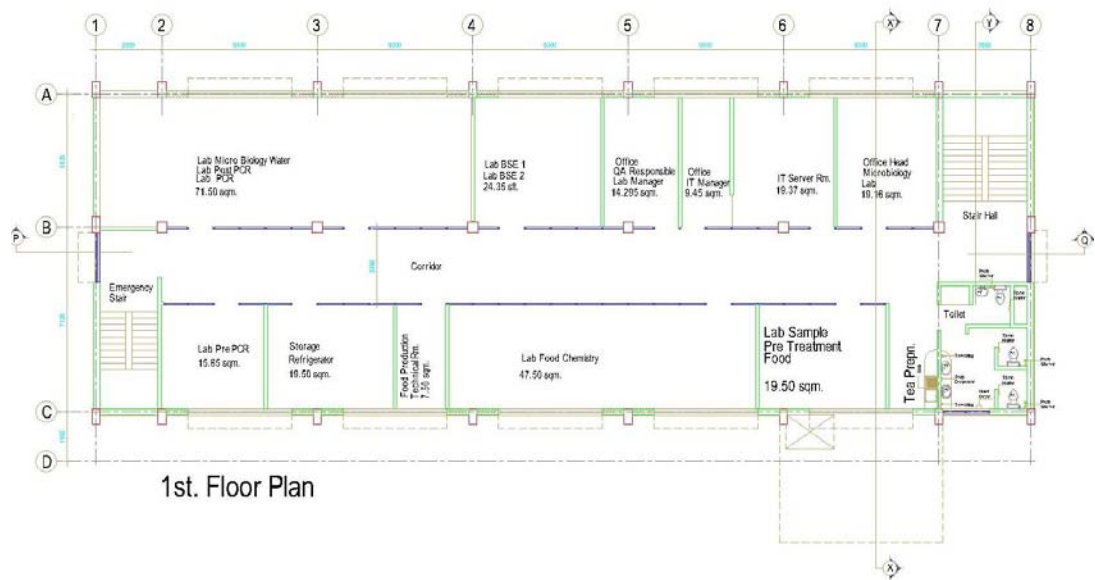 1
2
3
4
5
6
7
8
X
Y
A
B
C
D
P
Q
Lab Micro Biology Water
Lab Post PCR
Lab PCR
71.50 sqm.
Lab BSE 1
Lab BSE 2
24.35 sft.
Office
QA Responsible
Lab Manager
14.295 sqm.
Office
IT Manager
9.45 sqm.
IT Server Rm.
19.37 sqm.
Office Head
Microbiology
Lab
19.16 sqm.
Stair Hall
Corridor
Emergency
Stair
Toilet
Lab Pre PCR
15.65 sqm.
Storage
Refrigerator
19.50 sqm.
Food Production
Technical Rm.
7.50 sqm.
Lab Food Chemistry
47.50 sqm.
Lab Sample
Pre Treatment
Food
19.50 sqm.
Tea Prepn.
X
1st. Floor Plan